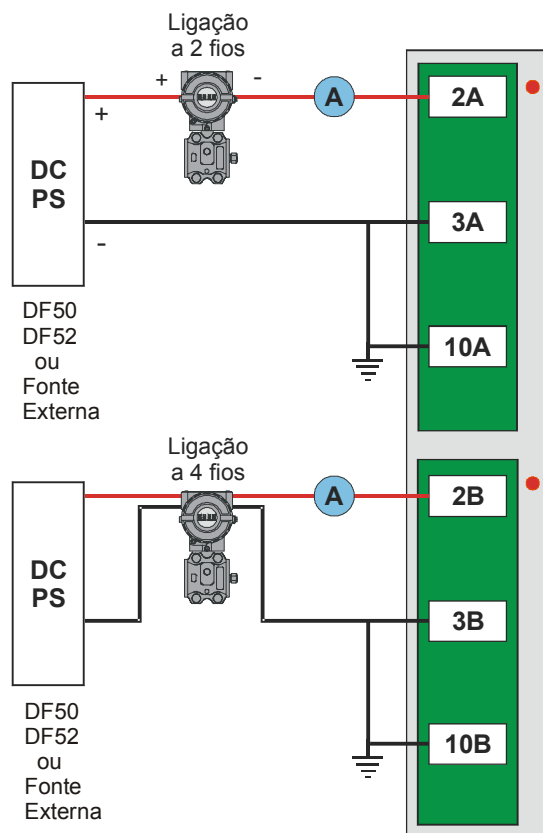 Ligação
a 2 fios
+
-
A
2A
+
DC
PS
3A
-
DF50
DF52
ou
Fonte
Externa
10A
Ligação
a 4 fios
A
2B
DC
PS
3B
DF50
DF52
ou
Fonte
Externa
10B